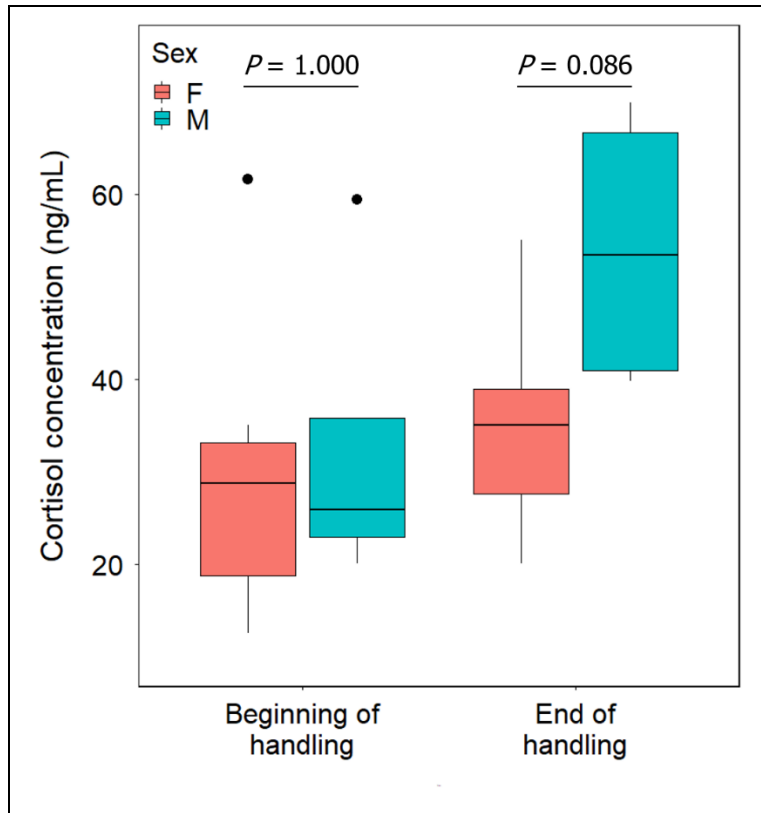 Sex
F
M
P = 1.000
P = 0.086
Cortisol concentration (ng/mL)
60
40
20
Beginning of
handling
End of
handling